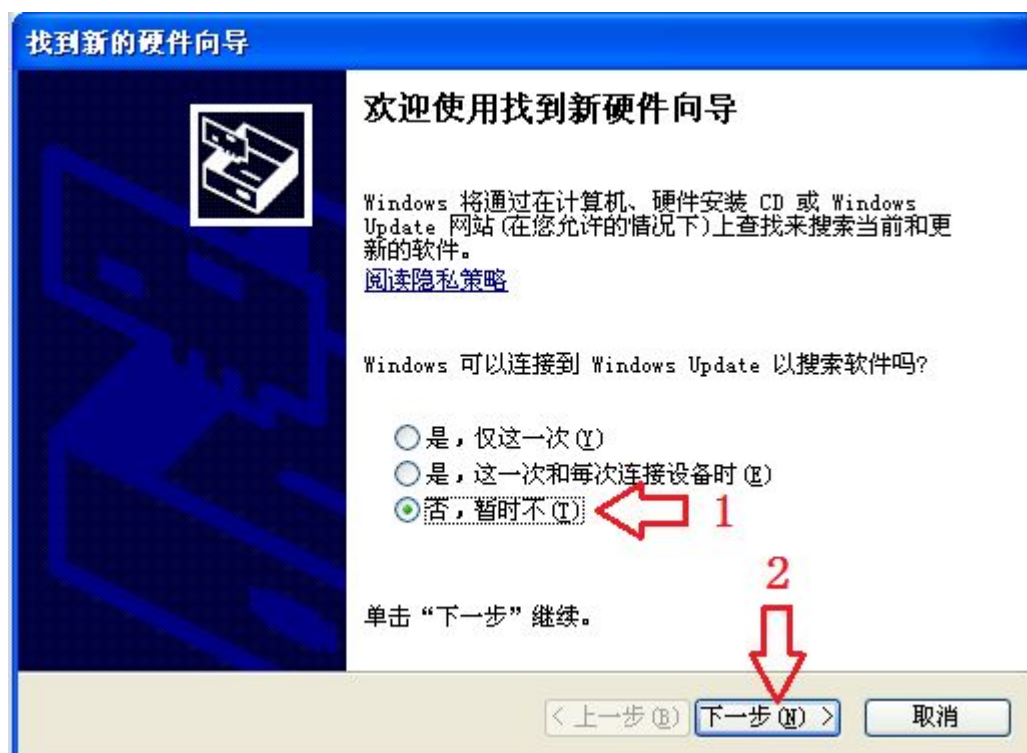 找到新的硬件向导
欢迎使用找到新硬件向导
Windows 将通过在计算机、硬件安装 CD 或 Windows
Update 网站(在您允许的情况下)上查找来搜索当前和更
新的软件。
阅读隐私策略
Windows 可以连接到 Windows Update 以搜索软件吗?
是，仅这一次(Y)
是，这一次和每次连接设备时(E)
否，暂时不(T) 1
2
单击“下一步”继续。
< 上一步(B) 下一步(N) > 取消